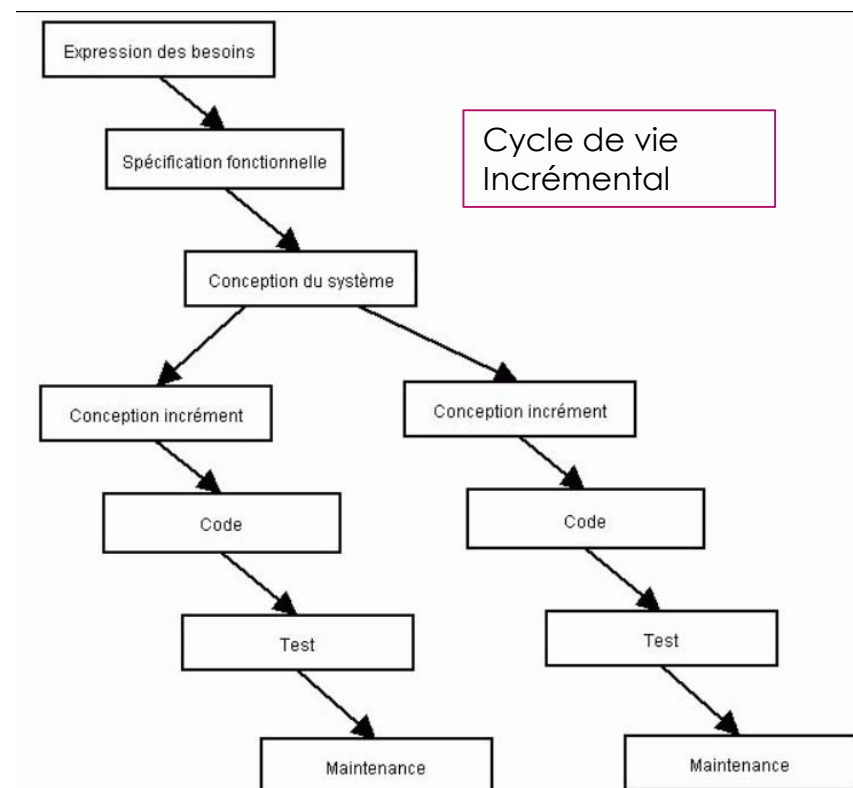 Expression des besoins
Cycle de vie
Incrémental
Spécification fonctionnelle
Conception du système
Conception incrément
Conception incrément
Code
Code
Test
Test
Maintenance
Maintenance